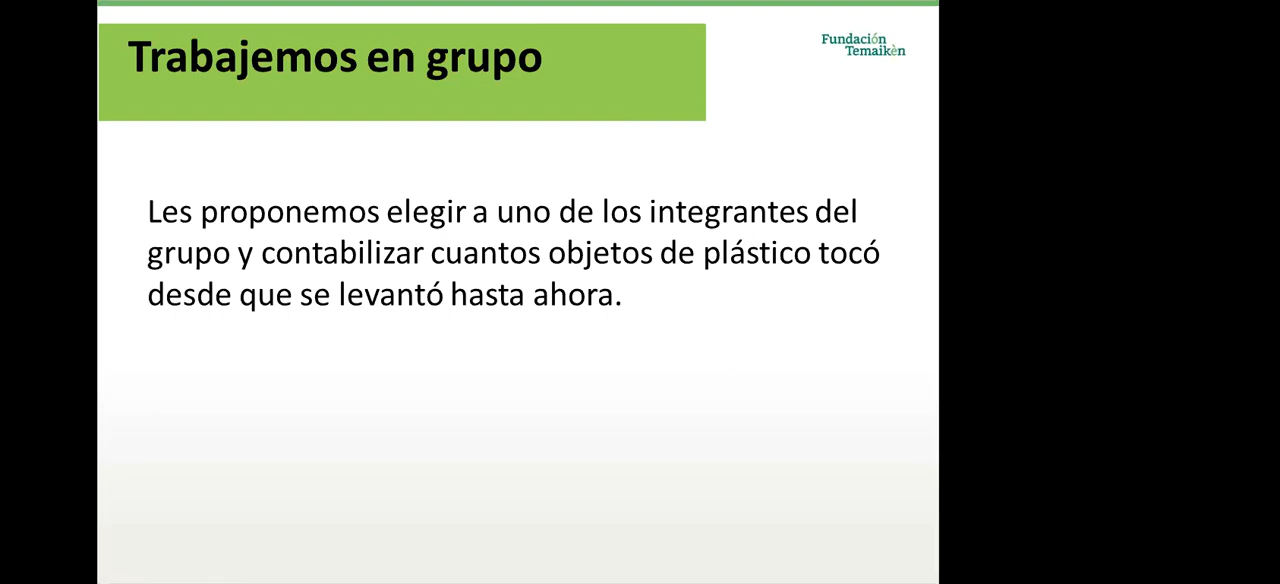 Trabajemos en grupo
Fundación
Temaikèn
Les proponemos elegir a uno de los integrantes del
grupo y contabilizar cuantos objetos de plástico tocó
desde que se levantó hasta ahora.